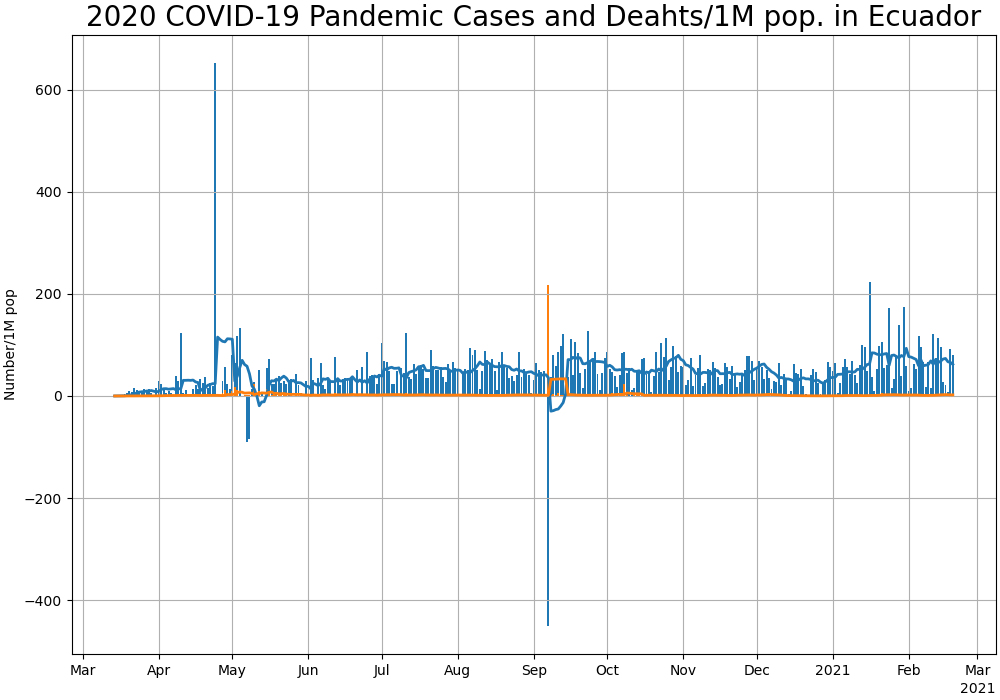 2020 COVID-19 Pandemic Cases and Deahts/1M pop. in Ecuador
Number/1M pop
600
400
200
0
−200
−400
Mar Apr May Jun Jul Aug Sep Oct Nov Dec 2021 Feb Mar
2021